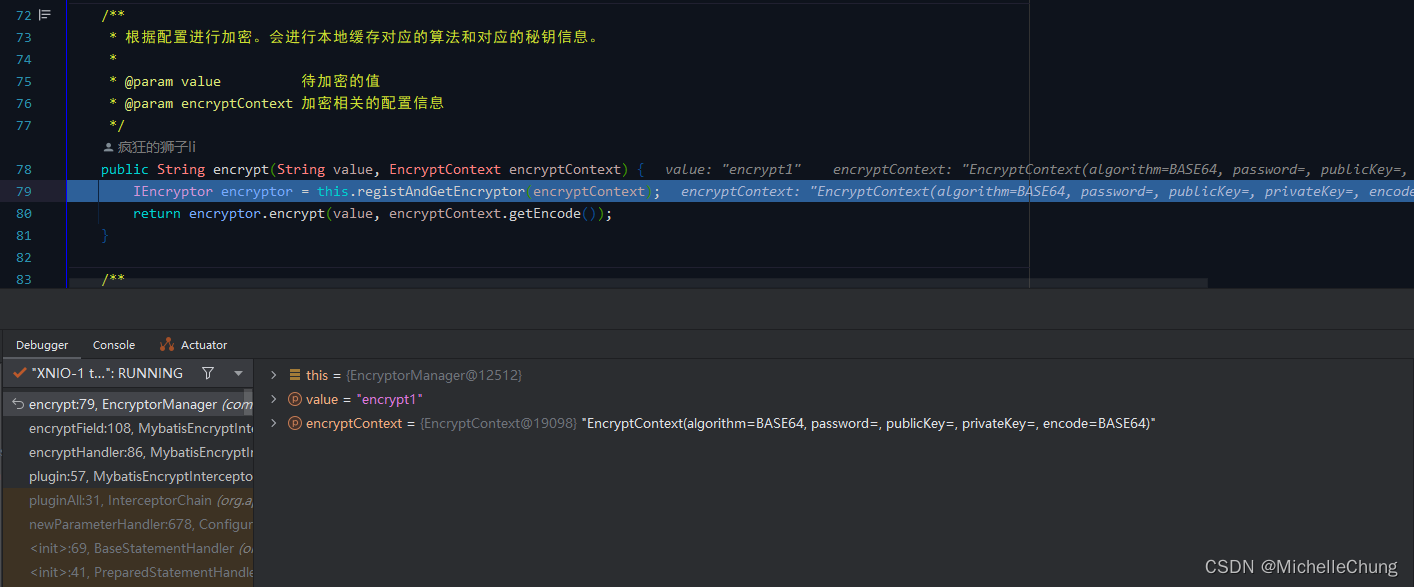 72 /**
73 * 根据配置进行加密。会进行本地缓存对应的算法和对应的秘钥信息。
74 *
75 * @param value 待加密的值
76 * @param encryptContext 加密相关的配置信息
77 */
疯狂的狮子li
78 public String encrypt(String value, EncryptContext encryptContext) { value: "encrypt1" encryptContext: "EncryptContext(algorithm=BASE64, password=, publicKey=,
79 IEncryptor encryptor = this.registAndGetEncryptor(encryptContext); encryptContext: "EncryptContext(algorithm=BASE64, password=, publicKey=, privateKey=, encode
80 return encryptor.encrypt(value, encryptContext.getEncode());
81 }
82
83 /**
Debugger Console Actuator
"XNIO-1 t...": RUNNING
encrypt:79, EncryptorManager (com
encryptField:108, MybatisEncryptInte
encryptHandler:86, MybatisEncryptIn
plugin:57, MybatisEncryptIntercepto
pluginAll:31, InterceptorChain (org.ap
newParameterHandler:678, Configur
<init>:69, BaseStatementHandler (o
<init>:41, PreparedStatementHandle
this = {EncryptorManager@12512}
value = "encrypt1"
encryptContext = {EncryptContext@19098} "EncryptContext(algorithm=BASE64, password=, publicKey=, privateKey=, encode=BASE64)"
CSDN @MichelleChung